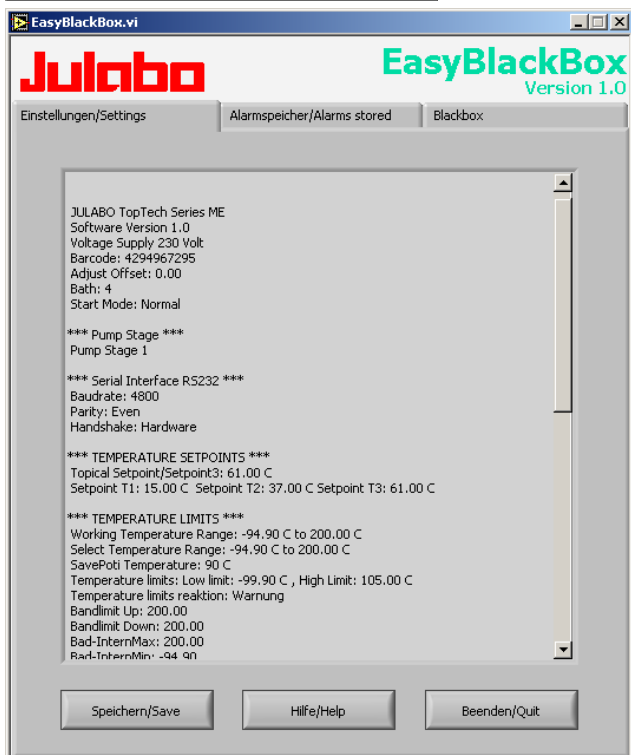 EasyBlackBox.vi
Julabo
EasyBlackBox
Version 1.0
Einstellungen/Settings
Alarmspeicher/Alarms stored
Blackbox
JULABO TopTech Series ME
Software Version 1.0
Voltage Supply 230 Volt
Barcode: 4294967295
Adjust Offset: 0.00
Bath: 4
Start Mode: Normal
*** Pump Stage ***
Pump Stage 1
*** Serial Interface RS232 ***
Baudrate: 4800
Parity: Even
Handshake: Hardware
*** TEMPERATURE SETPOINTS ***
Topical Setpoint/Setpoint3: 61.00 C
Setpoint T1: 15.00 C Setpoint T2: 37.00 C Setpoint T3: 61.00 C
*** TEMPERATURE LIMITS ***
Working Temperature Range: -94.90 C to 200.00 C
Select Temperature Range: -94.90 C to 200.00 C
SavePoti Temperature: 90 C
Temperature limits: Low limit: -99.90 C , High Limit: 105.00 C
Temperature limits reaktion: Warnung
Bandlimit Up: 200.00
Bandlimit Down: 200.00
Bad-InternMax: 200.00
Bad-InternMin: -94.90
Speichern/Save
Hilfe/Help
Beenden/Quit